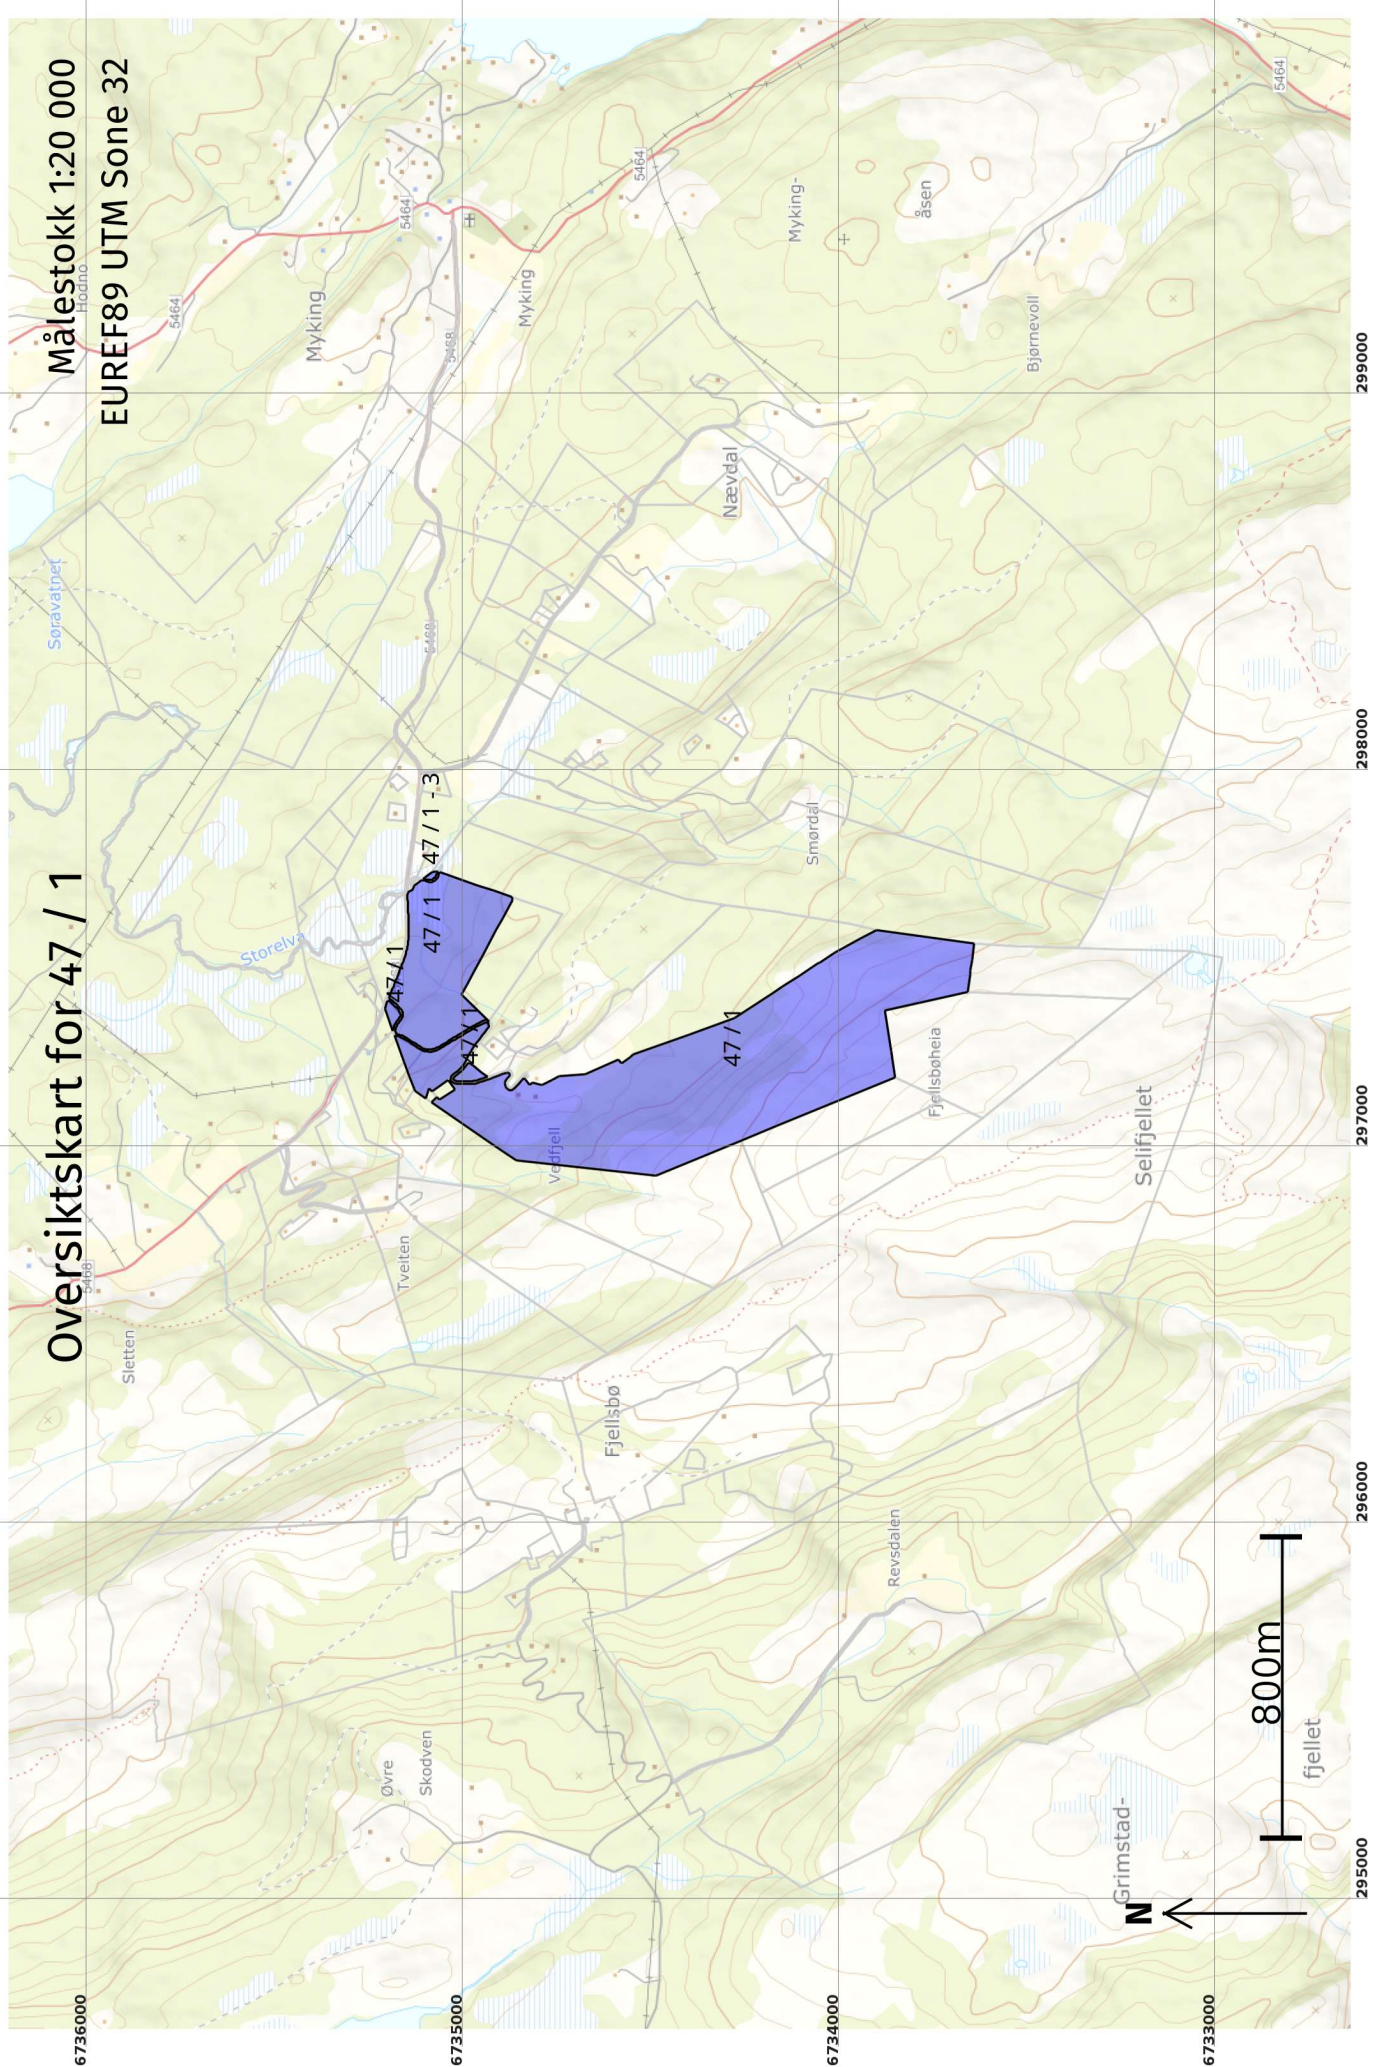 Oversiktskart for 47 / 1
Målestokk 1:20 000
EUREF89 UTM Sone 32
Hodno
5464
Søravatnet
Myking
5464
5468
Myking
5464
Myking-
åsen
5464
Bjørnevoll
Nævdal
5468
Smørdal
Storelva
47 / 1 - 3
47 / 1
47 / 1
47 / 1
47 / 1
Vedfjell
Fjellsbøheia
Selifjellet
Tveiten
5468
Sletten
Fjellsbø
Revsdalen
Øvre
Skodven
Grimstad-
fjellet
N
800m
6736000
6735000
6734000
6733000
295000
296000
297000
298000
299000